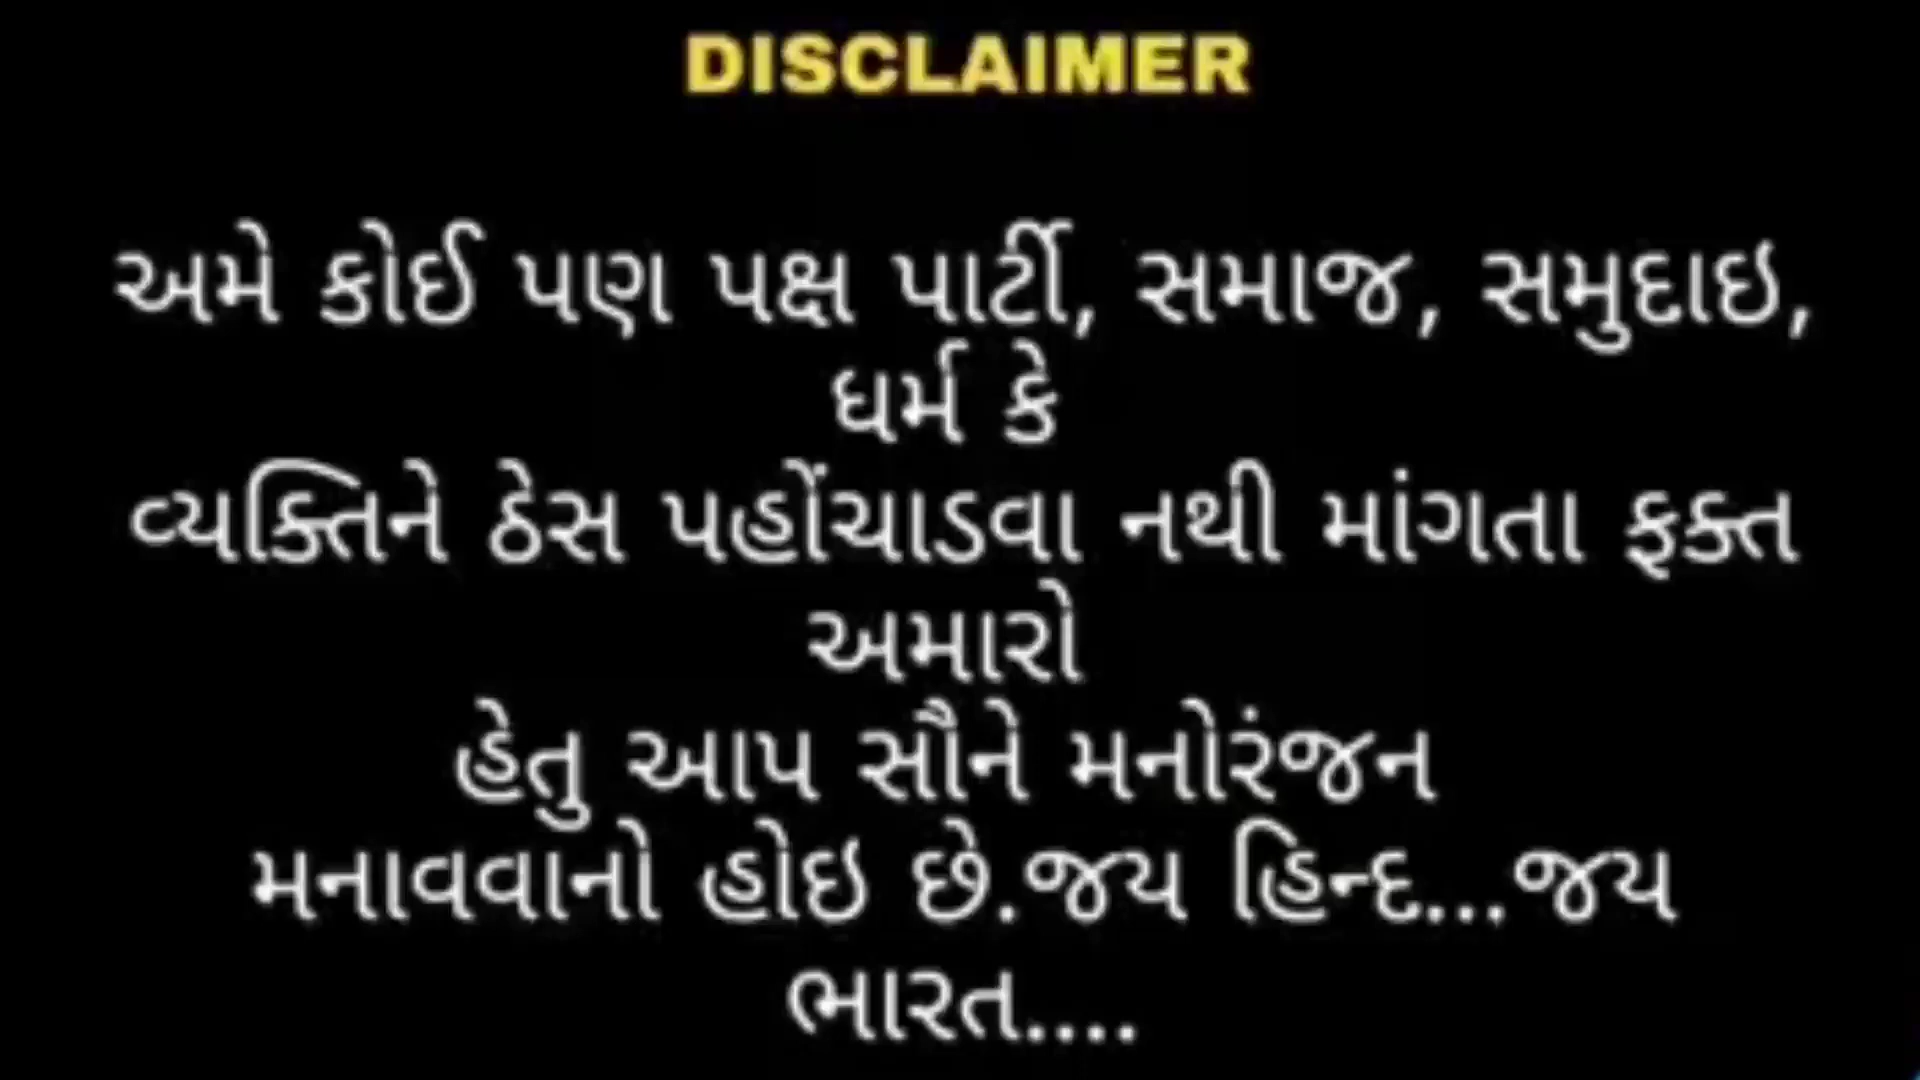 DISCLAIMER
અમે કોઈ પણ પક્ષ પાર્ટી, સમાજ, સમુદાઇ,
ધર્મ કે
વ્યક્તિને ઠેસ પહોંચાડવા નથી માંગતા ફક્ત
અમારો
હેતુ આપ સૌને મનોરંજન
મનાવવાનો હોઇ છે.જય હિન્દ...જય
ભારત....